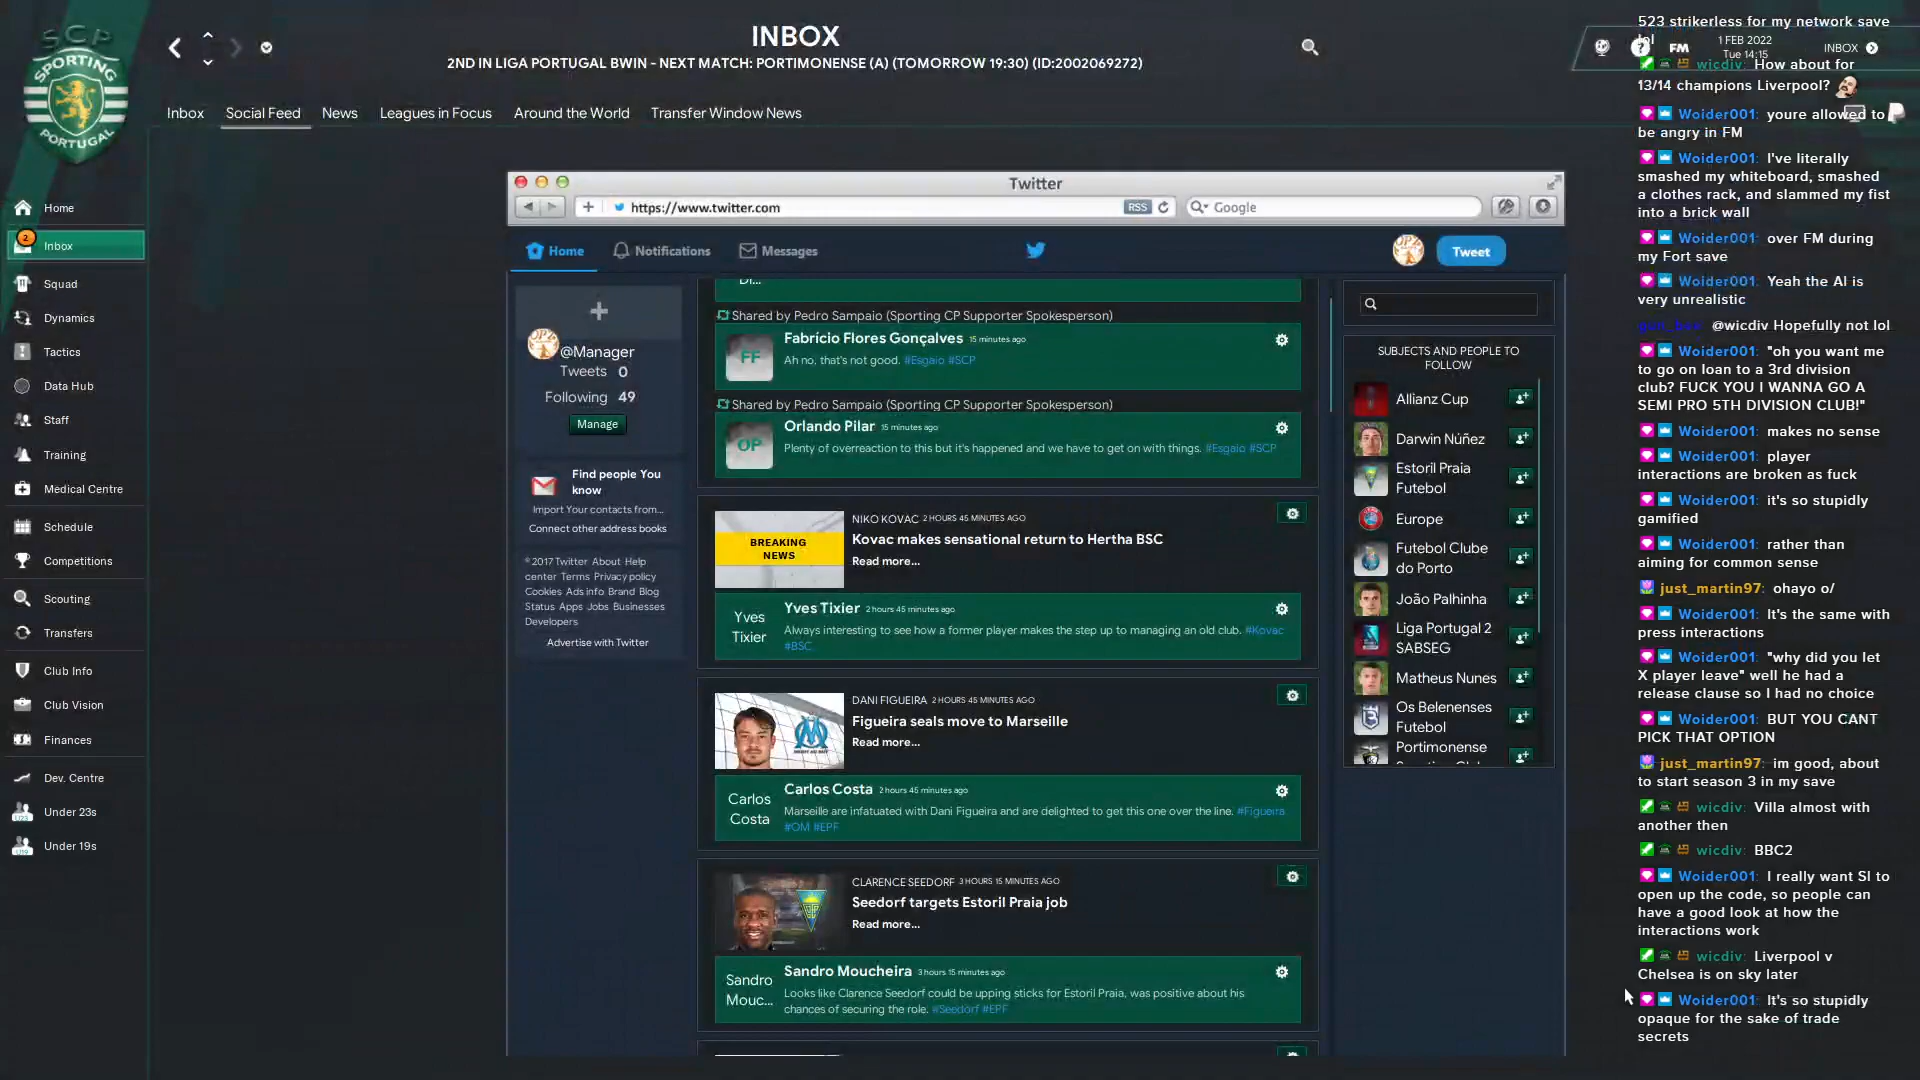 SCP
SPORTING
PORTUGAL
INBOX
2ND IN LIGA PORTUGAL BWIN - NEXT MATCH: PORTIMONENSE (A) (TOMORROW 19:30) (ID:2002069272)
FM
1 FEB 2022
Tue 14:15
INBOX
Inbox
Social Feed
News
Leagues in Focus
Around the World
Transfer Window News
Home
2
Inbox
Squad
Dynamics
Tactics
Data Hub
Staff
Training
Medical Centre
Schedule
Competitions
Scouting
Transfers
Club Info
Club Vision
Finances
Dev. Centre
Under 23s
Under 19s
Twitter
https://www.twitter.com
RSS
Google
Home
Notifications
Messages
Tweet
@Manager
Tweets 0
Following 49
Manage
Find people You
know
Import Your contacts from...
Connect other address books
© 2017 Twitter About Help
center Terms Privacy policy
Cookies Ads info Brand Blog
Status Apps Jobs Businesses
Developers
Advertise with Twitter
Di...
Shared by Pedro Sampaio (Sporting CP Supporter Spokesperson)
FF
Fabrício Flores Gonçalves 15 minutes ago
Ah no, that's not good. #Esgaio #SCP
Shared by Pedro Sampaio (Sporting CP Supporter Spokesperson)
OP
Orlando Pilar 15 minutes ago
Plenty of overreaction to this but it's happened and we have to get on with things. #Esgaio #SCP
BREAKING
NEWS
NIKO KOVAC 2 HOURS 45 MINUTES AGO
Kovac makes sensational return to Hertha BSC
Read more...
Yves
Tixier
Yves Tixier 2 hours 45 minutes ago
Always interesting to see how a former player makes the step up to managing an old club. #Kovac
#BSC
DANI FIGUEIRA 2 HOURS 45 MINUTES AGO
Figueira seals move to Marseille
Read more...
Carlos
Costa
Carlos Costa 2 hours 45 minutes ago
Marseille are infatuated with Dani Figueira and are delighted to get this one over the line. #Figueira
#OM #EPF
CLARENCE SEEDORF 3 HOURS 15 MINUTES AGO
Seedorf targets Estoril Praia job
Read more...
Sandro
Mouc...
Sandro Moucheira 3 hours 15 minutes ago
Looks like Clarence Seedorf could be upping sticks for Estoril Praia, was positive about his
chances of securing the role. #Seedorf #EPF
SUBJECTS AND PEOPLE TO
FOLLOW
Allianz Cup
Darwin Núñez
Estoril Praia
Futebol
Europe
Futebol Clube
do Porto
João Palhinha
Liga Portugal 2
SABSEG
Matheus Nunes
Os Belenenses
Futebol
Portimonense
523 strikerless for my network save
lol
wicdiv: How about for
13/14 champions Liverpool?
Woider001: youre allowed to
be angry in FM
Woider001: I've literally
smashed my whiteboard, smashed
a clothes rack, and slammed my fist
into a brick wall
Woider001: over FM during
my Fort save
Woider001: Yeah the AI is
very unrealistic
@wicdiv Hopefully not lol
Woider001: "oh you want me
to go on loan to a 3rd division
club? FUCK YOU I WANNA GO A
SEMI PRO 5TH DIVISION CLUB!"
Woider001: makes no sense
Woider001: player
interactions are broken as fuck
Woider001: it's so stupidly
gamified
Woider001: rather than
aiming for common sense
just_martin97: ohayo o/
Woider001: It's the same with
press interactions
Woider001: "why did you let
X player leave" well he had a
release clause so I had no choice
Woider001: BUT YOU CANT
PICK THAT OPTION
just_martin97: im good, about
to start season 3 in my save
wicdiv: Villa almost with
another then
wicdiv: BBC2
Woider001: I really want SI to
open up the code, so people can
have a good look at how the
interactions work
wicdiv: Liverpool v
Chelsea is on sky later
Woider001: It's so stupidly
opaque for the sake of trade
secrets